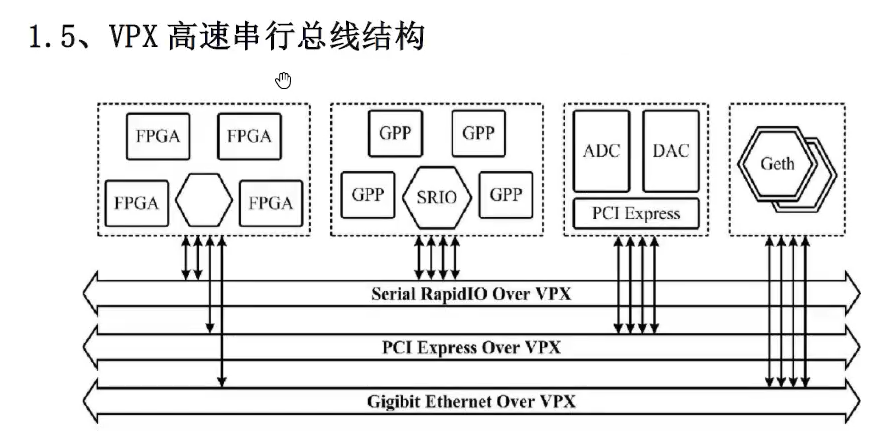 1.5、VPX 高速串行总线结构
FPGA FPGA
FPGA FPGA
GPP GPP
GPP SRIO GPP
ADC DAC
PCI Express
Geth
Serial RapidIO Over VPX
PCI Express Over VPX
Gigibit Ethernet Over VPX